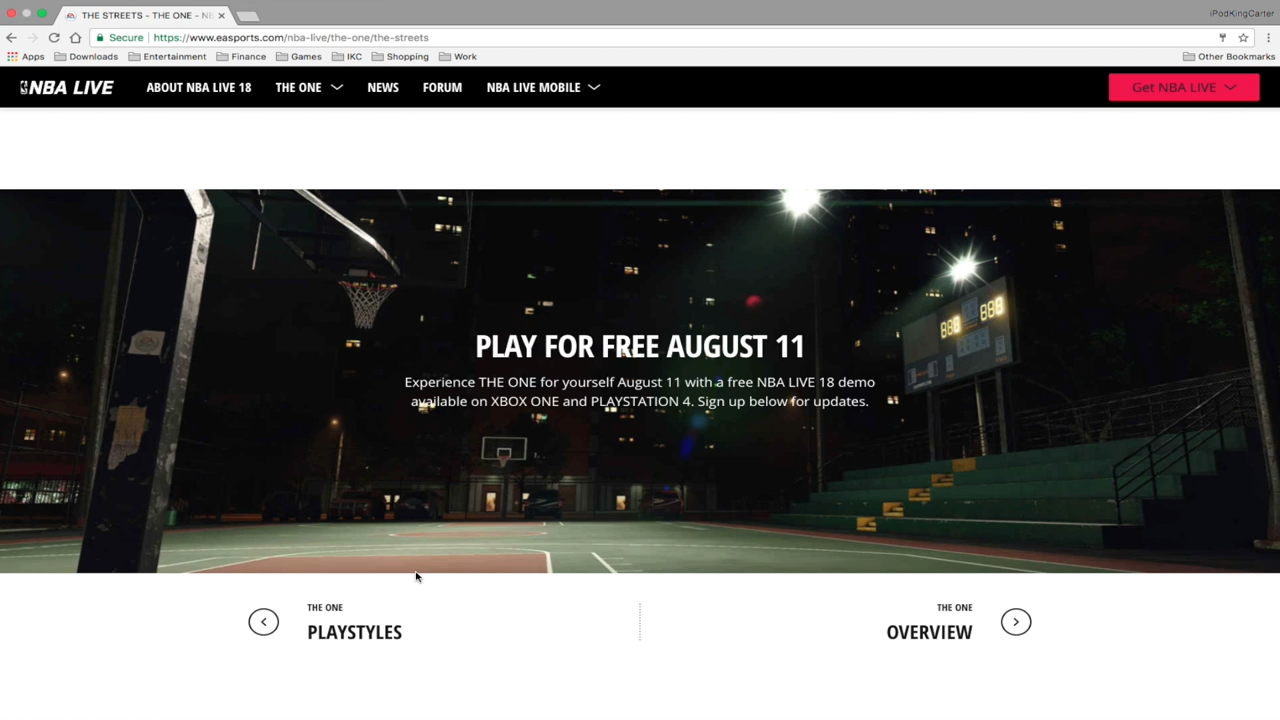 THE STREETS - THE ONE - NB
iPodKingCarter
Secure https://www.easports.com/nba-live/the-one/the-streets
Apps Downloads Entertainment Finance Games IKC Shopping Work Other Bookmarks
NBA LIVE ABOUT NBA LIVE 18 THE ONE NEWS FORUM NBA LIVE MOBILE Get NBA LIVE
PLAY FOR FREE AUGUST 11
Experience THE ONE for yourself August 11 with a free NBA LIVE 18 demo
available on XBOX ONE and PLAYSTATION 4. Sign up below for updates.
THE ONE
PLAYSTYLES
THE ONE
OVERVIEW